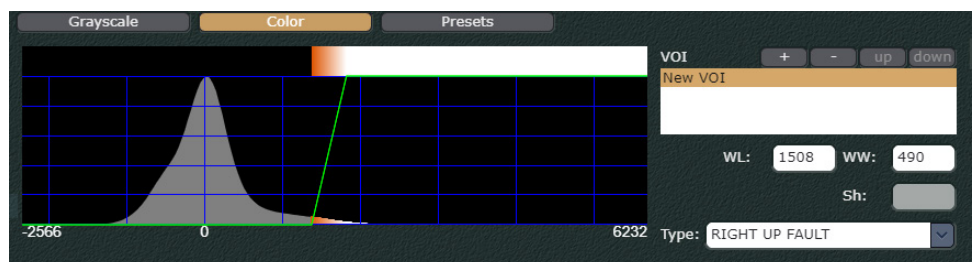 Grayscale Color Presets
VOI + - up down
New VOI
WL: 1508 WW: 490
Sh:
-2566 0 6232
Type: RIGHT UP FAULT